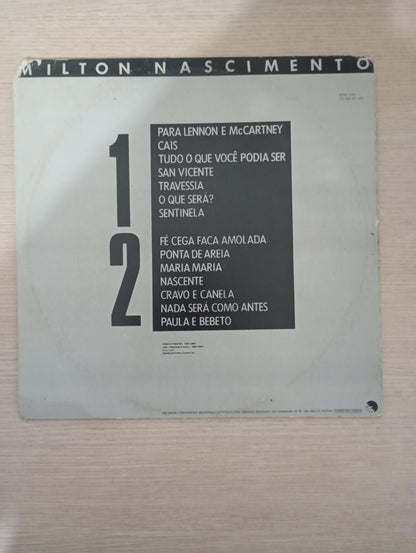 MILTON NASCIMENTO
1
PARA LENNON E McCARTNEY
CAIS
TUDO O QUE VOCÊ PODIA SER
SAN VICENTE
TRAVESSIA
O QUE SERÁ?
SENTINELA
2
FÉ CEGA FACA AMOLADA
PONTA DE AREIA
MARIA MARIA
NASCENTE
CRAVO E CANELA
NADA SERÁ COMO ANTES
PAULA E BEBETO